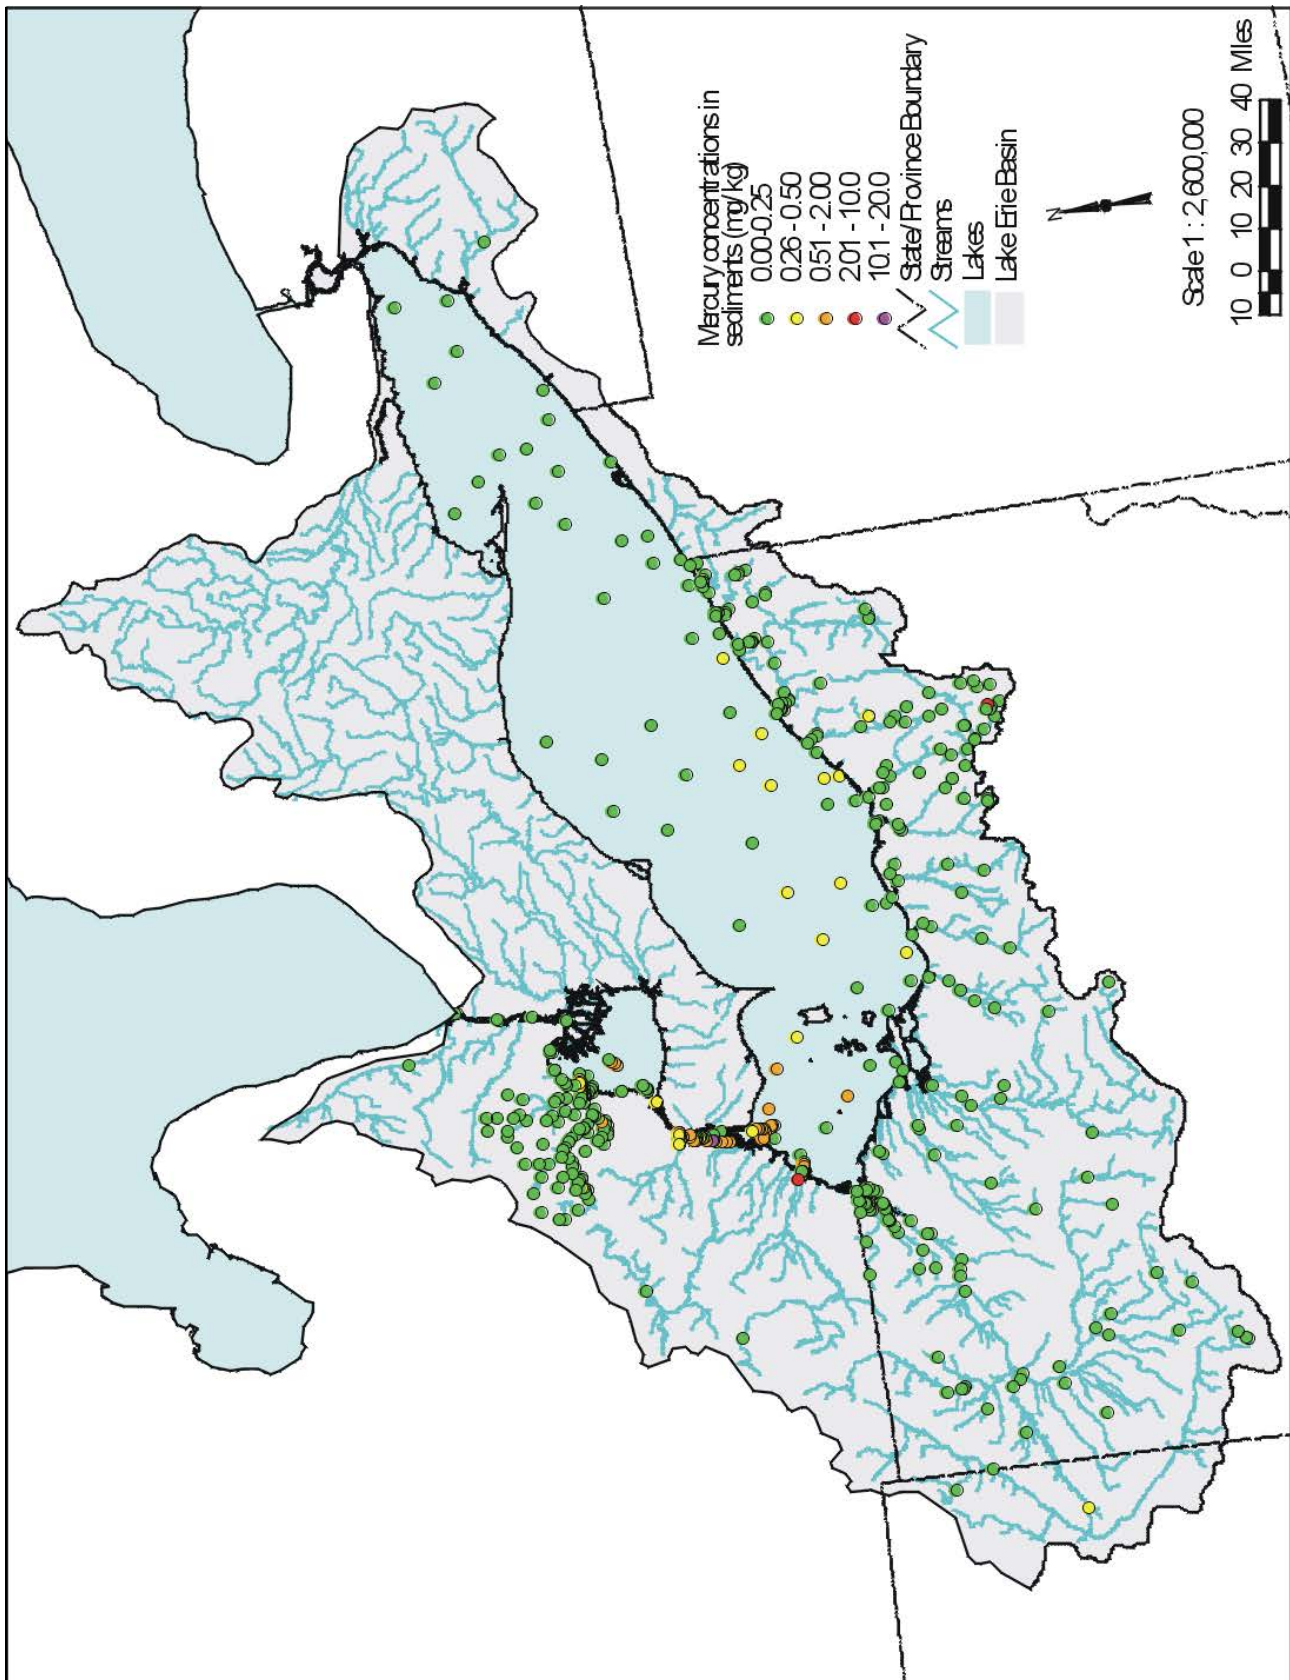 Mercury concentrations in
sediments (mg/kg)
0.00-0.25
0.26 - 0.50
0.51 - 2.00
2.01 - 10.0
10.1 - 20.0
State/Province Boundary
Streams
Lakes
Lake Erie Basin
N
Scale 1 : 2,600,000
10 0 10 20 30 40 Miles